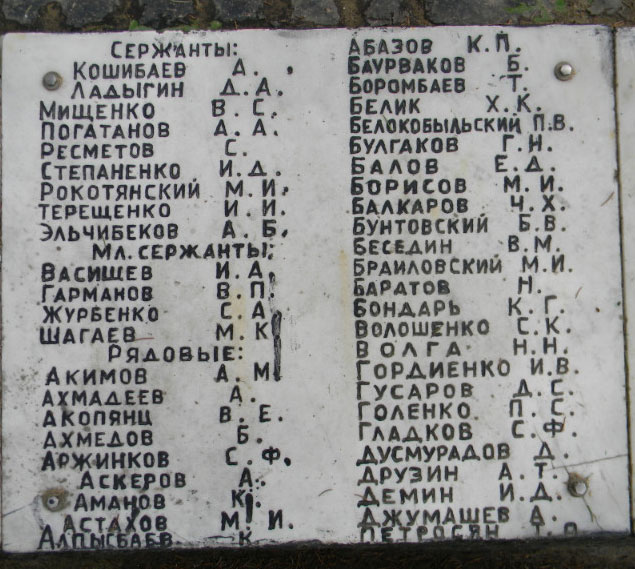 СЕРЖАНТЫ:
КОШИБАЕВ А.
ЛАДЫГИН Д.А.
МИЩЕНКО В.С.
ПОГАТАНОВ А.А.
РЕСМЕТОВ С.
СТЕПАНЕНКО И.Д.
РОКОТЯНСКИЙ М.И.
ТЕРЕЩЕНКО И.И.
ЭЛЬЧИБЕКОВ А.Б.
МЛ. СЕРЖАНТЫ:
ВАСИЩЕВ И.А.
ГАРМАНОВ В.П.
ЖУРБЕНКО С.А.
ШАГАЕВ М.К
РЯДОВЫЕ:
АКИМОВ А.М
АХМАДЕЕВ А.
АКОПЯНЦ В.Е.
АХМЕДОВ Б.
АРЖИНКОВ С.Ф.
АСКЕРОВ А.
АМАНОВ К.
АСТАХОВ М.И.
АЛПЫСБАЕВ К
АБАЗОВ К.П.
БАУРВАКОВ Б.
БОРОМБАЕВ Т.
БЕЛИК Х.К.
БЕЛОКОБЫЛЬСКИЙ П.В.
БУЛГАКОВ Г.Н.
БАЛОВ Е.Д.
БОРИСОВ М.И.
БАЛКАРОВ Ч.Х.
БУНТОВСКИЙ Б.В.
БЕСЕДИН В.М.
БРАИЛОВСКИЙ М.И.
БАРАТОВ Н.
БОНДАРЬ К.Г.
ВОЛОШЕНКО С.К.
ВОЛГА Н.Н.
ГОРДИЕНКО И.В.
ГУСАРОВ Д.С.
ГОЛЕНКО П.С.
ГЛАДКОВ С.Ф.
ДУСМУРАДОВ Д.
ДРУЗИН А.Т.
ДЕМИН И.Д.
ДЖУМАШЕВ А.
ПЕТРОСЯН